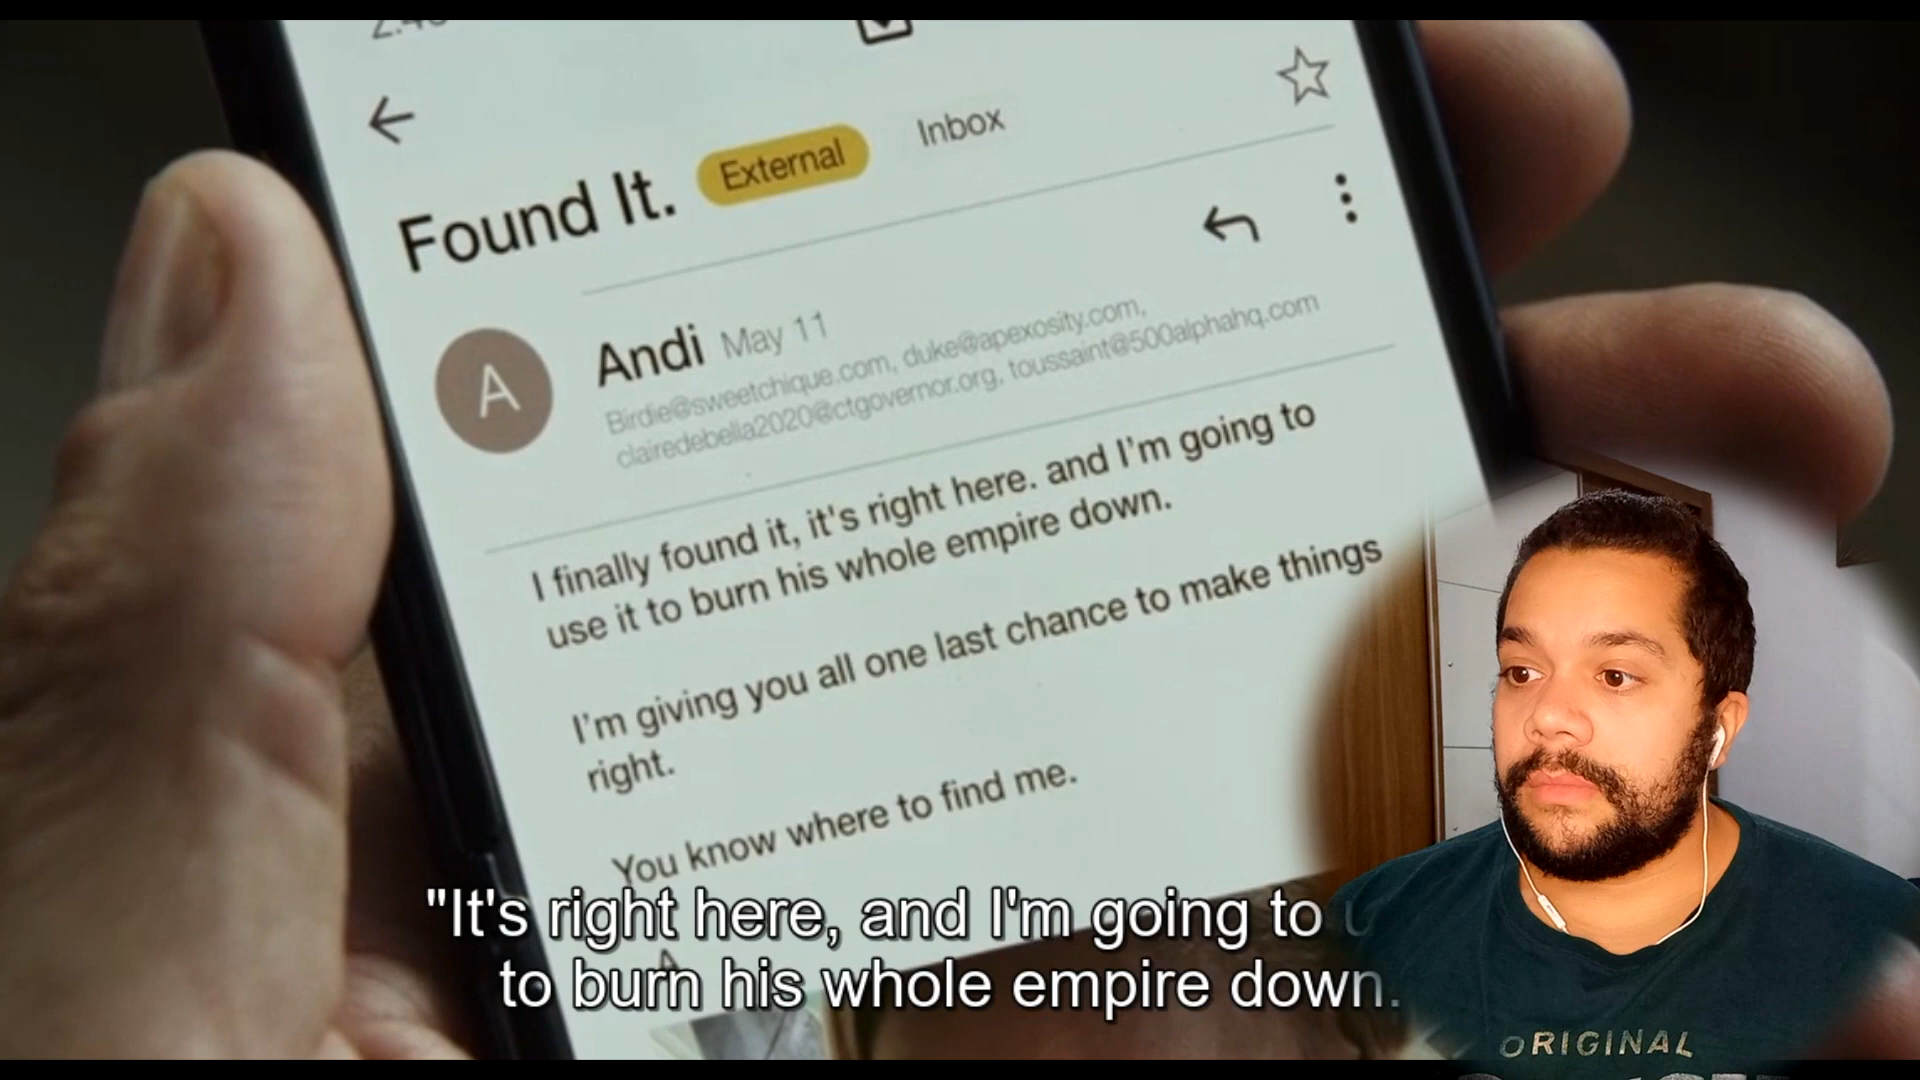 Found It. External Inbox
Andi May 11
Birdie@sweetchique.com, duke@apexosity.com,
clairedebella2020@ctgovernor.org, toussaint@500alphahq.com
I finally found it, it's right here. and I'm going to
use it to burn his whole empire down.
I'm giving you all one last chance to make things
right.
You know where to find me.
A
"It's right here, and I'm going to
to burn his whole empire down.
ORIGINAL